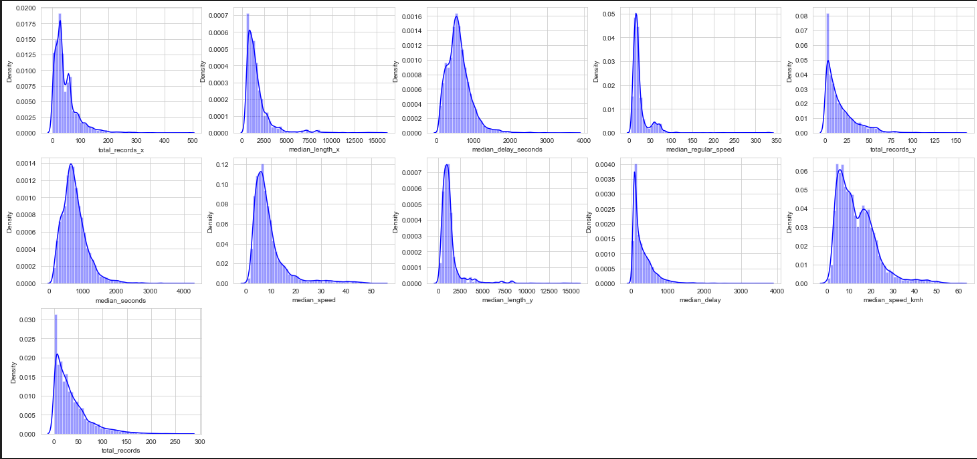 0.0200
0.0175
0.0150
0.0125
0.0100
0.0075
0.0050
0.0025
0.0000
Density
0 100 200 300 400 500
total_records_x
0.0007
0.0006
0.0005
0.0004
0.0003
0.0002
0.0001
0.0000
Density
0 2500 5000 7500 10000 12500 15000
median_length_x
0.0016
0.0014
0.0012
0.0010
0.0008
0.0006
0.0004
0.0002
0.0000
Density
0 1000 2000 3000 4000
median_delay_seconds
0.05
0.04
0.03
0.02
0.01
0.00
Density
0 50 100 150 200 250 300 350
median_regular_speed
0.08
0.07
0.06
0.05
0.04
0.03
0.02
0.01
0.00
Density
0 25 50 75 100 125 150
total_records_y
0.0014
0.0012
0.0010
0.0008
0.0006
0.0004
0.0002
0.0000
Density
0 1000 2000 3000 4000
median_seconds
0.12
0.10
0.08
0.06
0.04
0.02
0.00
Density
0 10 20 30 40 50
median_speed
0.0007
0.0006
0.0005
0.0004
0.0003
0.0002
0.0001
0.0000
Density
0 2500 5000 7500 10000 12500 15000
median_length_y
0.0040
0.0035
0.0030
0.0025
0.0020
0.0015
0.0010
0.0005
0.0000
Density
0 1000 2000 3000 4000
median_delay
0.06
0.05
0.04
0.03
0.02
0.01
0.00
Density
0 10 20 30 40 50 60
median_speed_kmh
0.030
0.025
0.020
0.015
0.010
0.005
0.000
Density
0 50 100 150 200 250 300
total_records